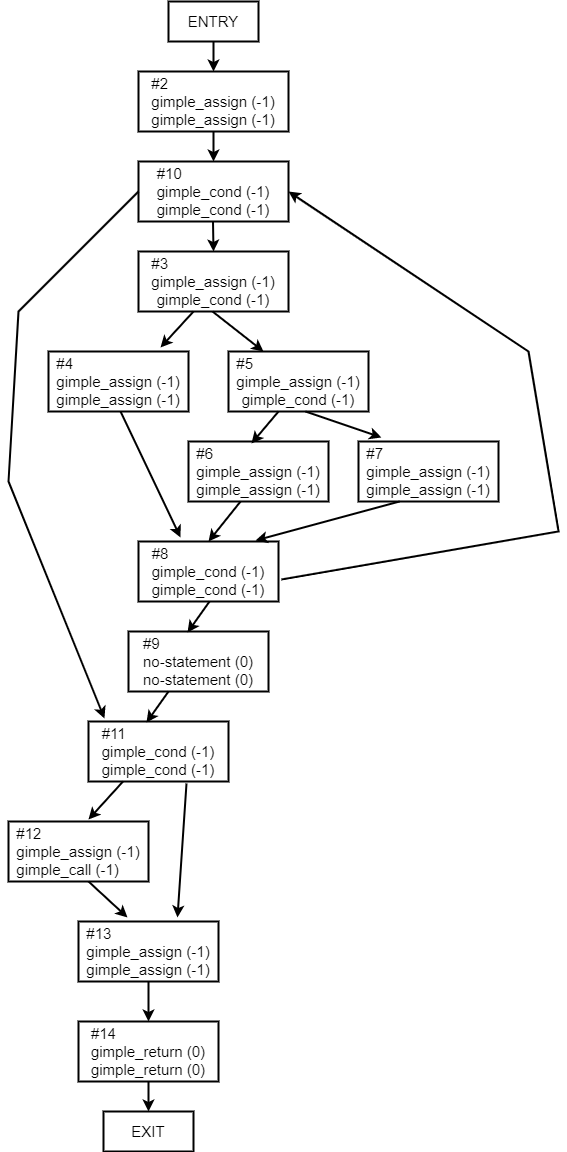 ENTRY
#2
gimple_assign (-1)
gimple_assign (-1)
#10
gimple_cond (-1)
gimple_cond (-1)
#3
gimple_assign (-1)
gimple_cond (-1)
#4
gimple_assign (-1)
gimple_assign (-1)
#5
gimple_assign (-1)
gimple_cond (-1)
#6
gimple_assign (-1)
gimple_assign (-1)
#7
gimple_assign (-1)
gimple_assign (-1)
#8
gimple_cond (-1)
gimple_cond (-1)
#9
no-statement (0)
no-statement (0)
#11
gimple_cond (-1)
gimple_cond (-1)
#12
gimple_assign (-1)
gimple_call (-1)
#13
gimple_assign (-1)
gimple_assign (-1)
#14
gimple_return (0)
gimple_return (0)
EXIT